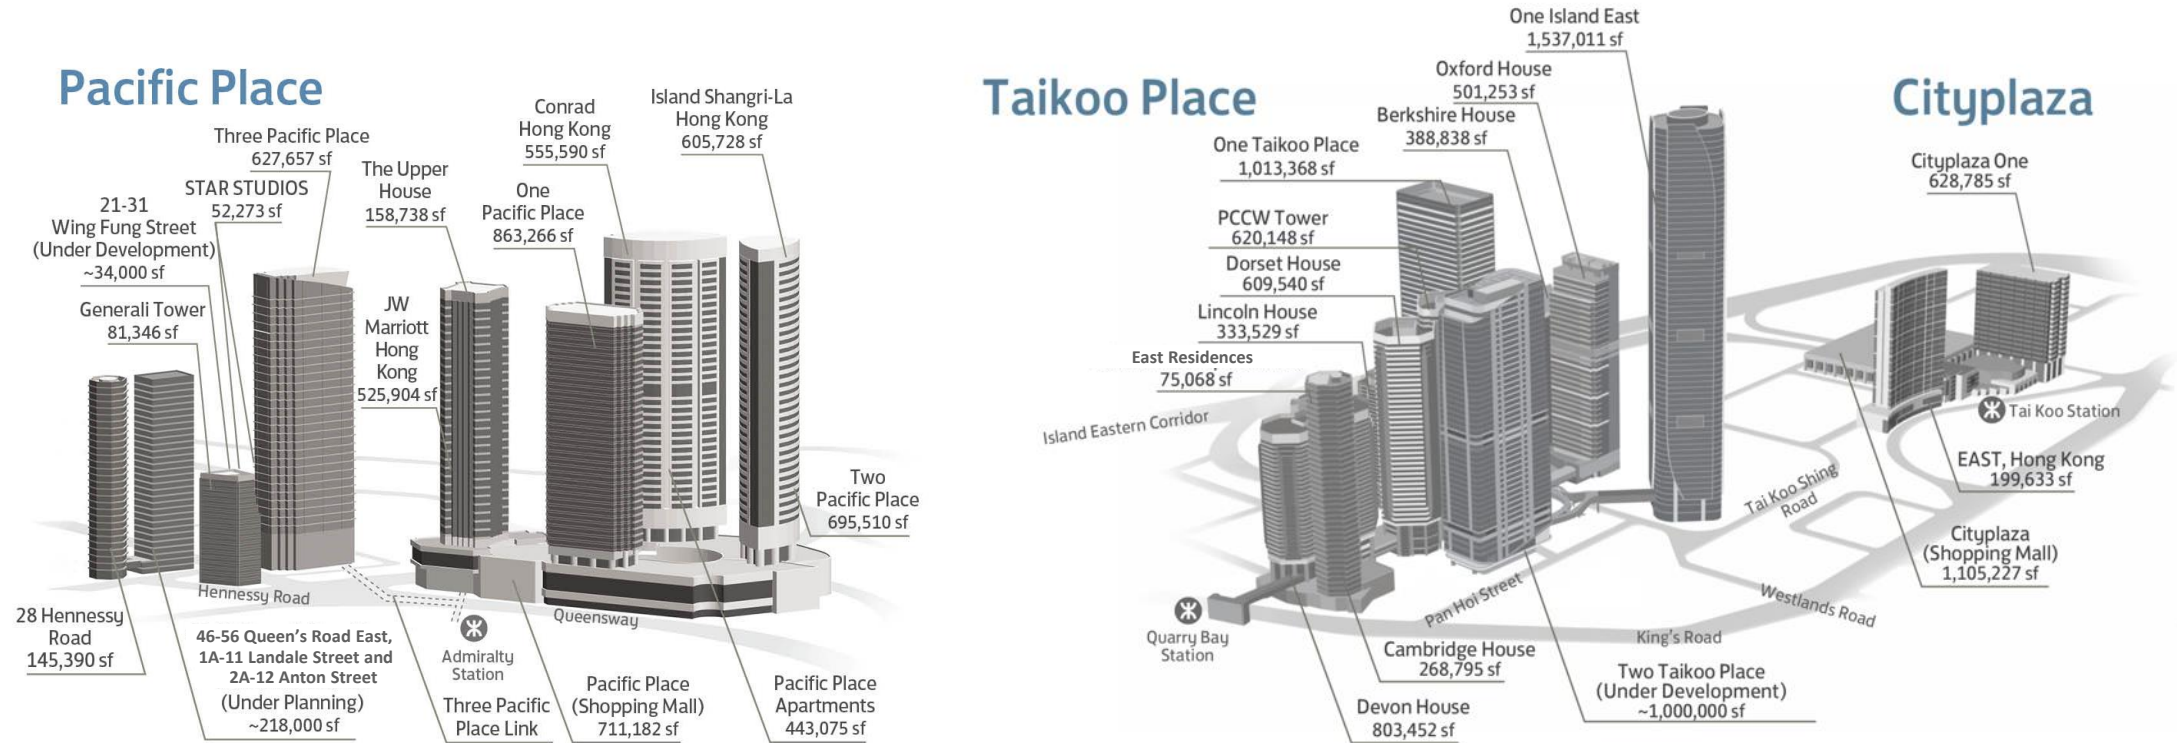 Pacific Place
Three Pacific Place
627,657 sf
STAR STUDIOS
52,273 sf
21-31
Wing Fung Street
(Under Development)
~34,000 sf
Generali Tower
81,346 sf
The Upper
House
158,738 sf
JW
Marriott
Hong
Kong
525,904 sf
Conrad
Hong Kong
555,590 sf
One
Pacific Place
863,266 sf
Island Shangri-La
Hong Kong
605,728 sf
Two
Pacific Place
695,510 sf
28 Hennessy
Road
145,390 sf
Hennessy Road
46-56 Queen's Road East,
1A-11 Landale Street and
2A-12 Anton Street
(Under Planning)
~218,000 sf
Admiralty
Station
Queensway
Three Pacific
Place Link
Pacific Place
(Shopping Mall)
711,182 sf
Pacific Place
Apartments
443,075 sf
Taikoo Place
One Island East
1,537,011 sf
Oxford House
501,253 sf
Berkshire House
388,838 sf
One Taikoo Place
1,013,368 sf
PCCW Tower
620,148 sf
Dorset House
609,540 sf
Lincoln House
333,529 sf
East Residences
75,068 sf
Island Eastern Corridor
Quarry Bay
Station
Pan Hoi Street
King's Road
Westlands Road
Tai Koo Shing
Road
Cambridge House
268,795 sf
Devon House
803,452 sf
Two Taikoo Place
(Under Development)
~1,000,000 sf
Cityplaza
Cityplaza One
628,785 sf
Tai Koo Station
EAST, Hong Kong
199,633 sf
Cityplaza
(Shopping Mall)
1,105,227 sf